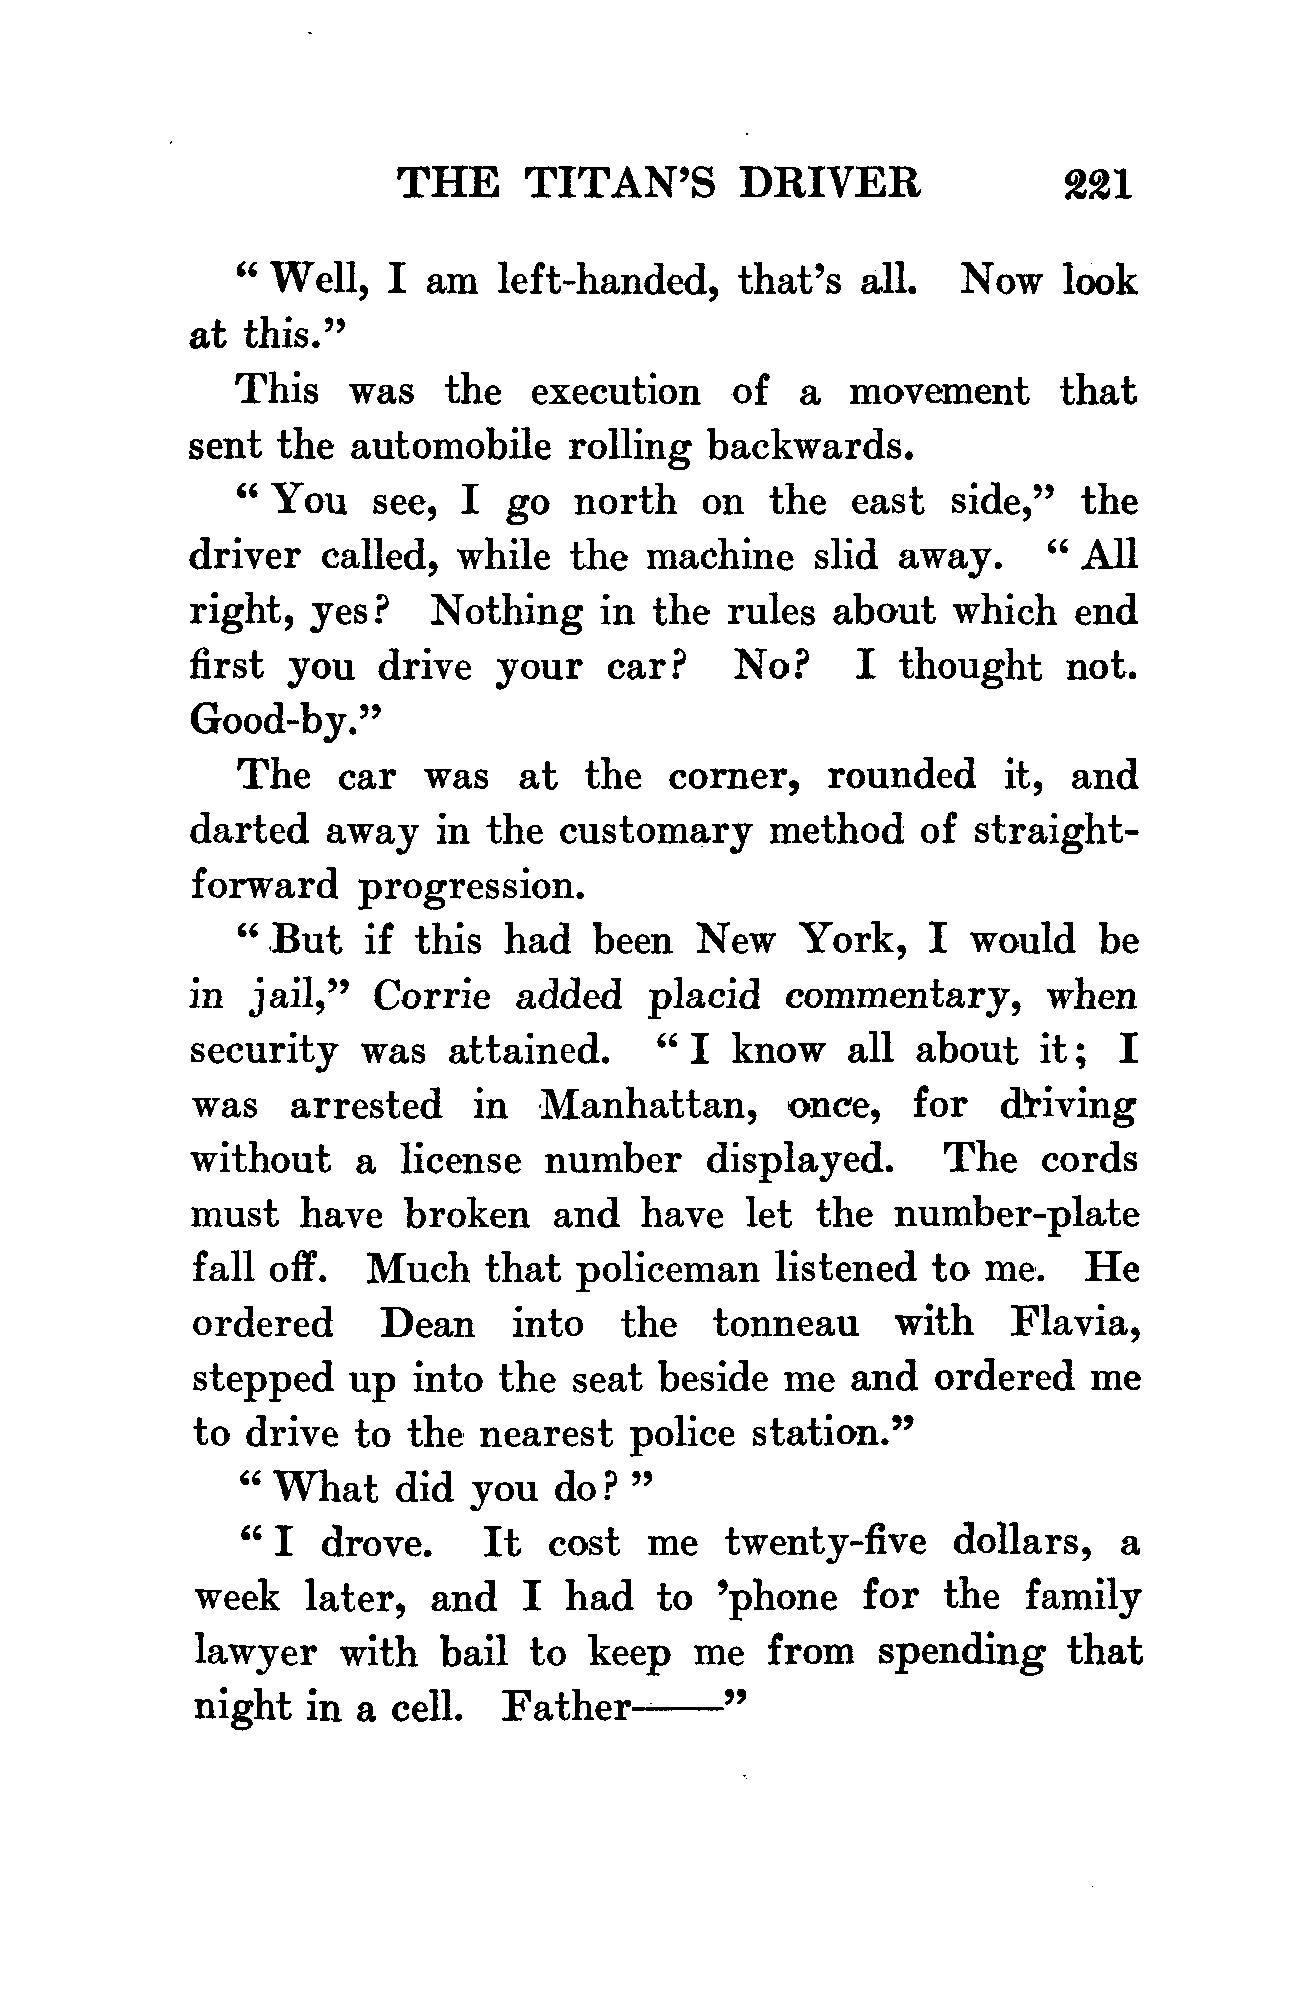 THE TITAN'S DRIVER 221
“ Well, I am left-handed, that's all. Now look
at this.”
This was the execution of a movement that
sent the automobile rolling backwards.
“ You see, I go north on the east side,” the
driver called, while the machine slid away. “ All
right, yes? Nothing in the rules about which end
first you drive your car? No? I thought not.
Good-by.”
The car was at the corner, rounded it, and
darted away in the customary method of straight-
forward progression.
“ But if this had been New York, I would be
in jail,” Corrie added placid commentary, when
security was attained. “ I know all about it; I
was arrested in Manhattan, once, for driving
without a license number displayed. The cords
must have broken and have let the number-plate
fall off. Much that policeman listened to me. He
ordered Dean into the tonneau with Flavia,
stepped up into the seat beside me and ordered me
to drive to the nearest police station.”
“ What did you do? ”
“ I drove. It cost me twenty-five dollars, a
week later, and I had to ’phone for the family
lawyer with bail to keep me from spending that
night in a cell. Father——”